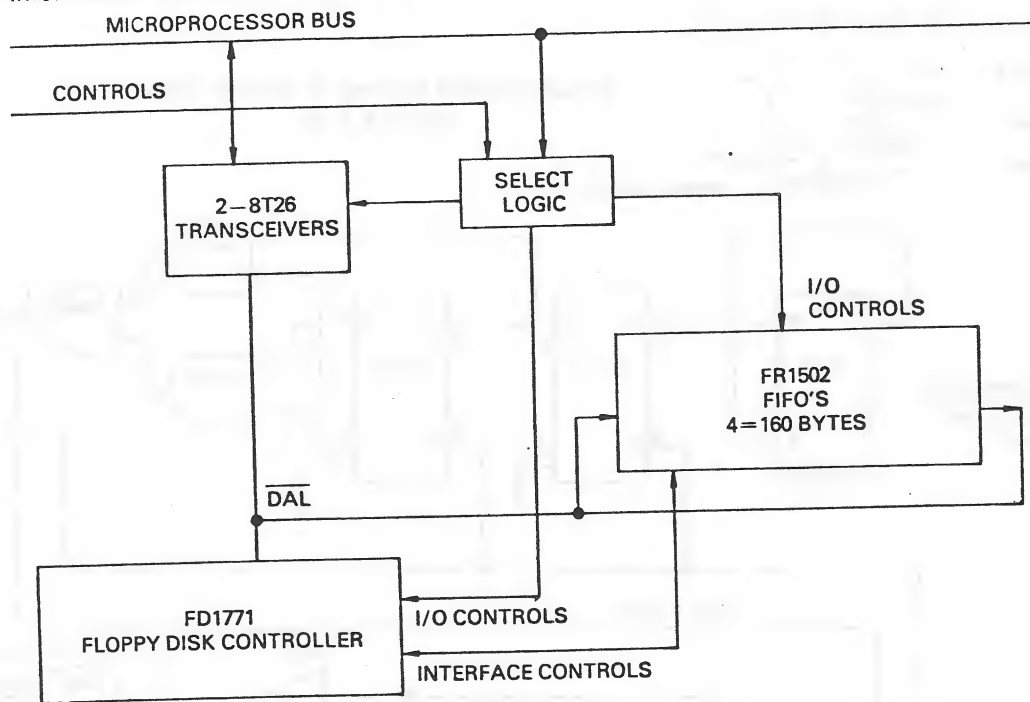 MICROPROCESSOR BUS
CONTROLS
2-8T26
TRANSCEIVERS
SELECT
LOGIC
I/O
CONTROLS
FR1502
FIFO'S
4=160 BYTES
DAL
FD1771
FLOPPY DISK CONTROLLER
I/O CONTROLS
INTERFACE CONTROLS